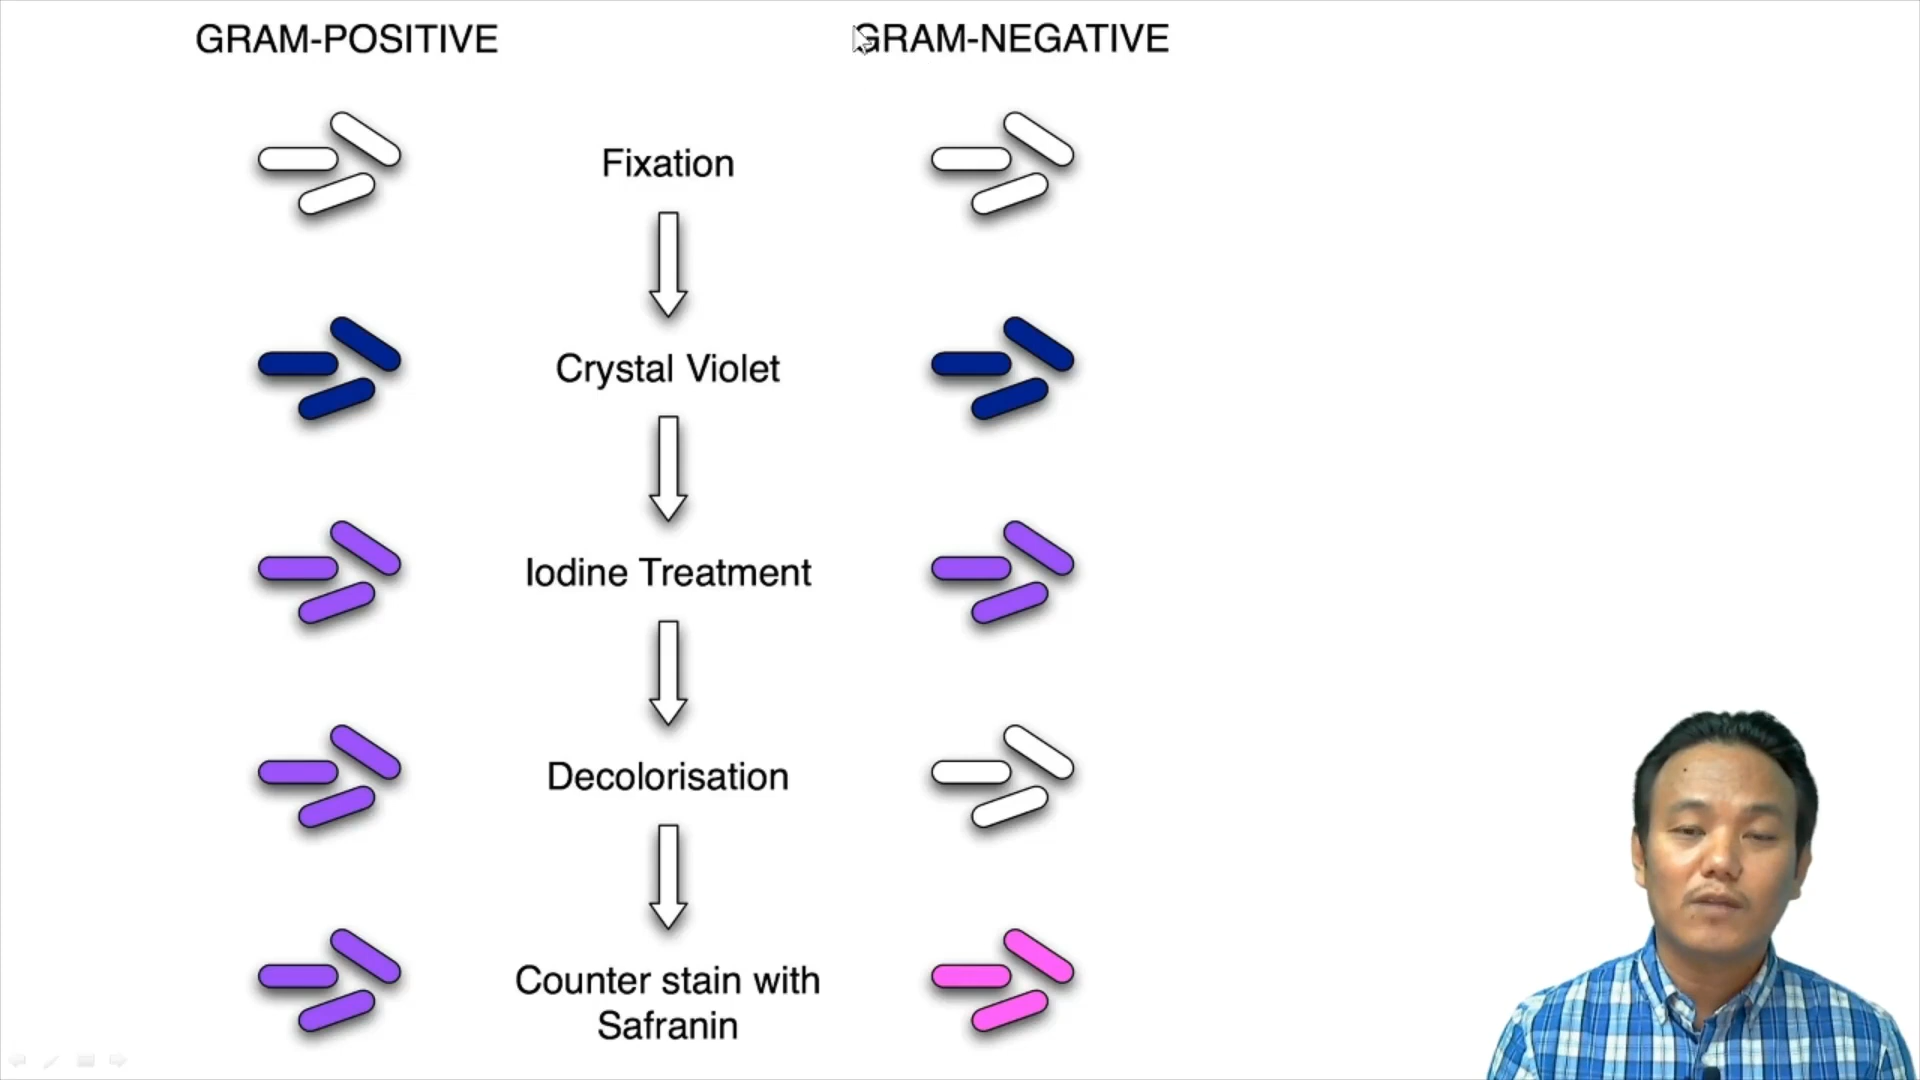 GRAM-POSITIVE
GRAM-NEGATIVE
Fixation
Crystal Violet
Iodine Treatment
Decolorisation
Counter stain with
Safranin